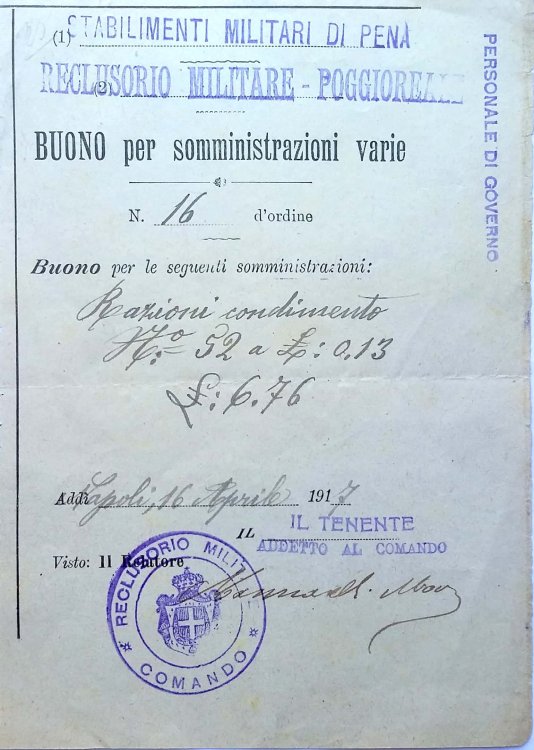 (1) STABILIMENTI MILITARI DI PENA
(2) RECLUSORIO MILITARE - POGGIOREALE
PERSONALE DI GOVERNO
BUONO per somministrazioni varie
N. 16 d'ordine
Buono per le seguenti somministrazioni:
Razioni condimento
N.º 52 a £: 0.13
£: 6.76
Addì Napoli, 16 Aprile 1917
IL IL TENENTE
ADDETTO AL COMANDO
Visto: Il Relatore
RECLUSORIO MILIT
COMANDO